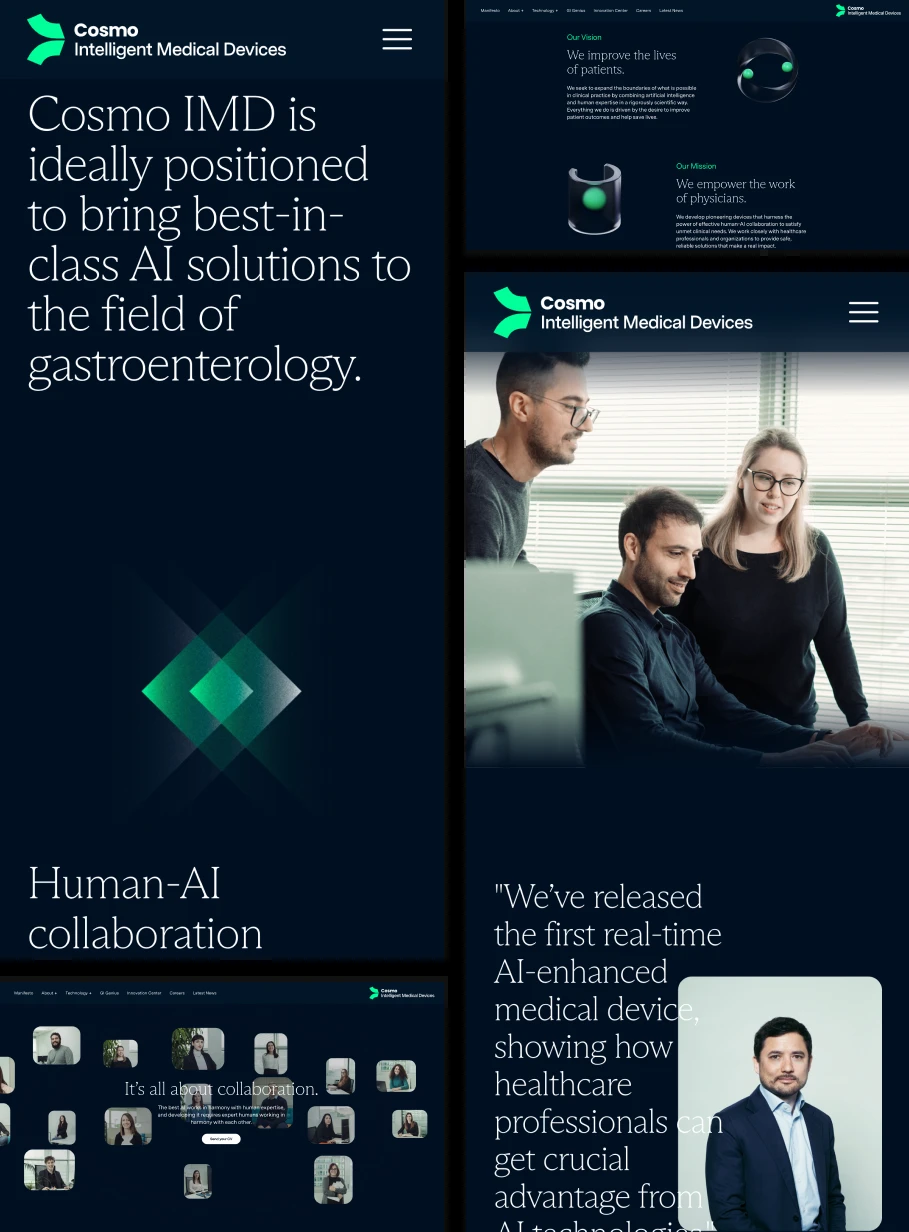 Cosmo
Intelligent Medical Devices
Cosmo IMD is
ideally positioned
to bring best-in-
class AI solutions to
the field of
gastroenterology.
Human-AI
collaboration
Manifesto About + Technology + GI Genius Innovation Center Careers Latest News
Cosmo
Intelligent Medical Devices
It's all about collaboration.
The best AI works in harmony with human expertise,
and developing it requires expert humans working in
harmony with each other.
Send your CV
Manifesto About + Technology + GI Genius Innovation Center Careers Latest News
Cosmo
Intelligent Medical Devices
Our Vision
We improve the lives
of patients.
We seek to expand the boundaries of what is possible
in clinical practice by combining artificial intelligence
and human expertise in a rigorously scientific way.
Everything we do is driven by the desire to improve
patient outcomes and help save lives.
Our Mission
We empower the work
of physicians.
We develop pioneering devices that harness the
power of effective human-AI collaboration to satisfy
unmet clinical needs. We work closely with healthcare
professionals and organizations to provide safe,
reliable solutions that make a real impact.
Cosmo
Intelligent Medical Devices
"We've released
the first real-time
AI-enhanced
medical device,
showing how
healthcare
professionals can
get crucial
advantage from
AI technologies"